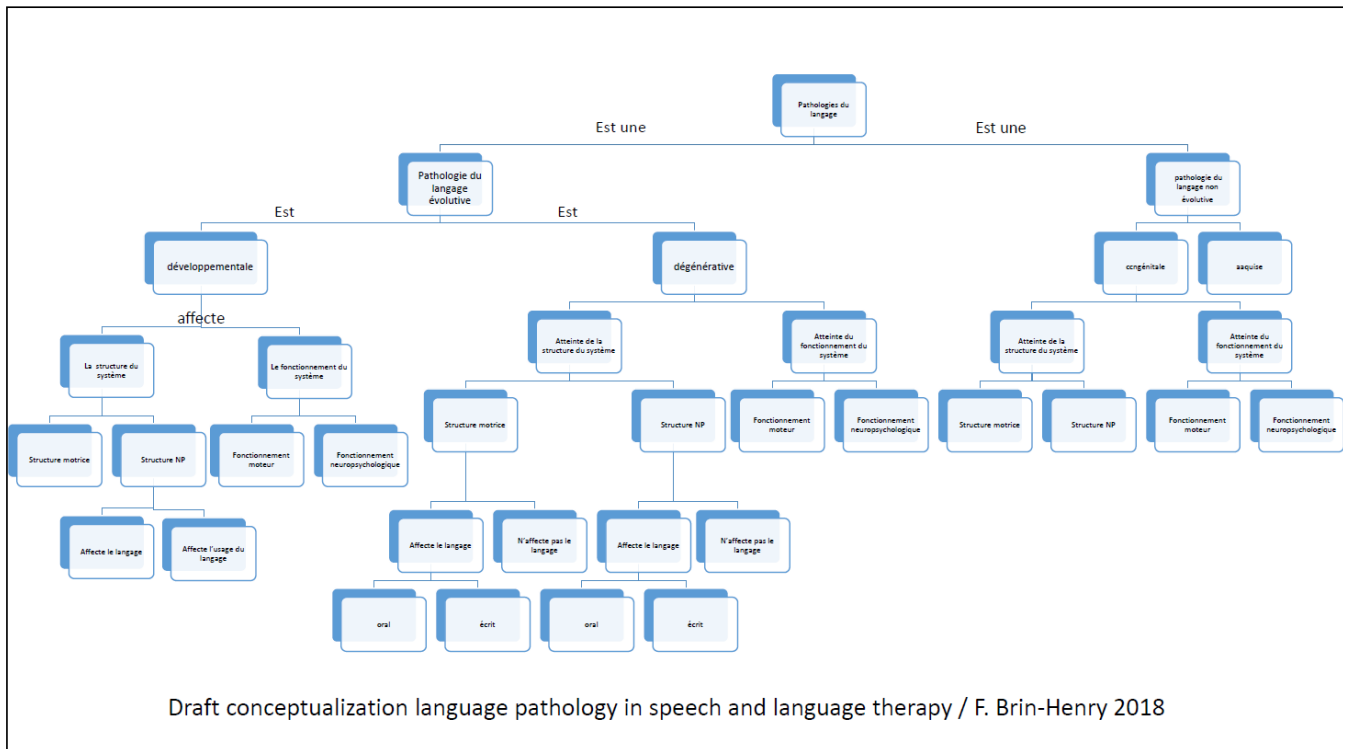 Pathologies du
langage
Est une
Est une
Pathologie du
langage
évolutive
pathologie du
langage non
évolutive
Est
Est
développementale
dégénérative
ccngénitale
aaquise
affecte
La structure du
système
Le fonctionnement du
système
Atteinte de la
structure du système
Atteinte du
fonctionnement du
système
Atteinte de la
structure du système
Atteinte du
fonctionnement du
système
Structure motrice
Structure NP
Fonctionnement
moteur
Fonctionnement
neuropsychologique
Structure motrice
Structure NP
Fonctionnement
moteur
Fonctionnement
neuropsychologique
Structure motrice
Structure NP
Fonctionnement
moteur
Fonctionnement
neuropsychologique
Affecte le langage
Affecte l'usage du
langage
Affecte le langage
N'affecte pas le
langage
Affecte le langage
N'affecte pas le
langage
oral
écrit
oral
écrit
Draft conceptualization language pathology in speech and language therapy / F. Brin-Henry 2018